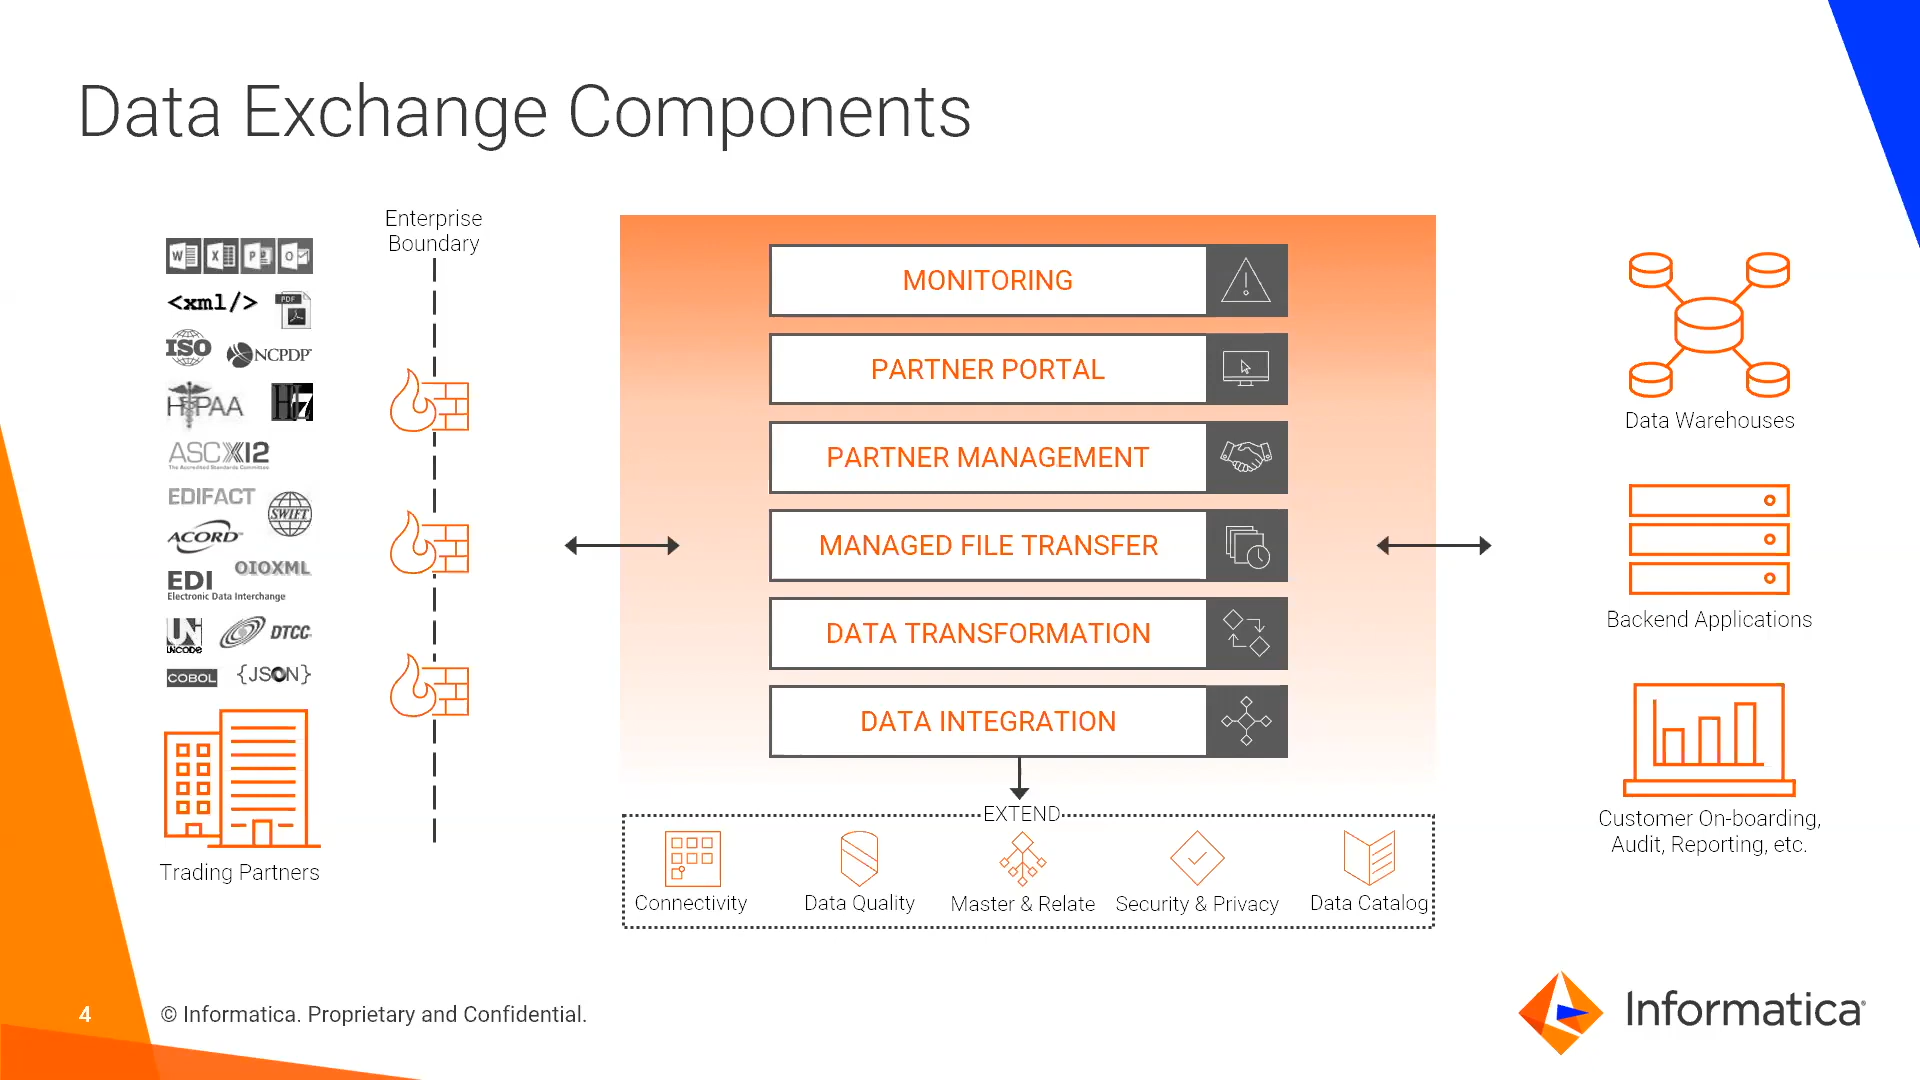 Data Exchange Components
Enterprise
Boundary
W X P O
<xml/>
PDF
ISO
NCPDP
HIPAA
HL7
ASC X12
The Accredited Standards Committee
EDIFACT
SWIFT
ACORD
OIOXML
EDI
Electronic Data Interchange
UNICODE
DTCC
COBOL
{JSON}
Trading Partners
MONITORING
PARTNER PORTAL
PARTNER MANAGEMENT
MANAGED FILE TRANSFER
DATA TRANSFORMATION
DATA INTEGRATION
EXTEND
Connectivity
Data Quality
Master & Relate
Security & Privacy
Data Catalog
Data Warehouses
Backend Applications
Customer On-boarding,
Audit, Reporting, etc.
4
© Informatica. Proprietary and Confidential.
Informatica